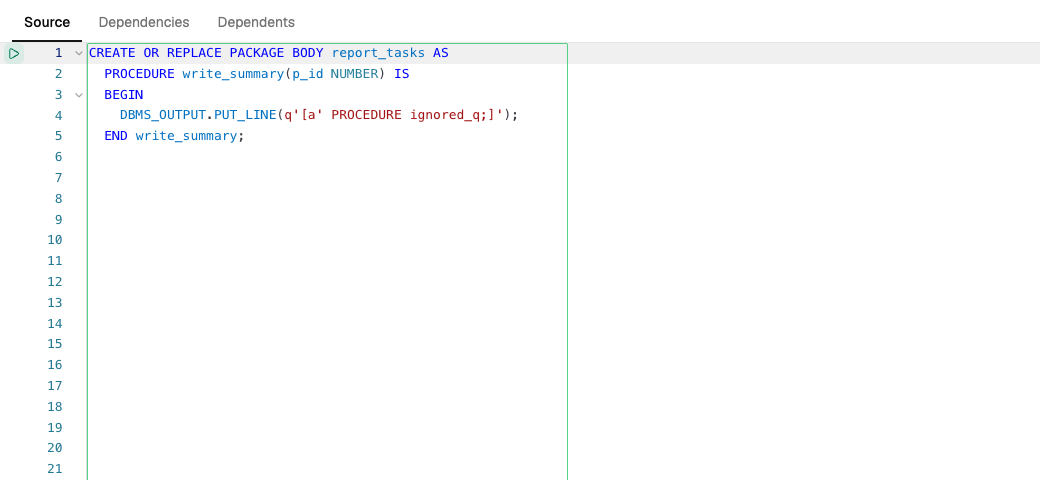 Source Dependencies Dependents
1 CREATE OR REPLACE PACKAGE BODY report_tasks AS
2 PROCEDURE write_summary(p_id NUMBER) IS
3 BEGIN
4 DBMS_OUTPUT.PUT_LINE(q'[a' PROCEDURE ignored_q;]');
5 END write_summary;
6
7
8
9
10
11
12
13
14
15
16
17
18
19
20
21